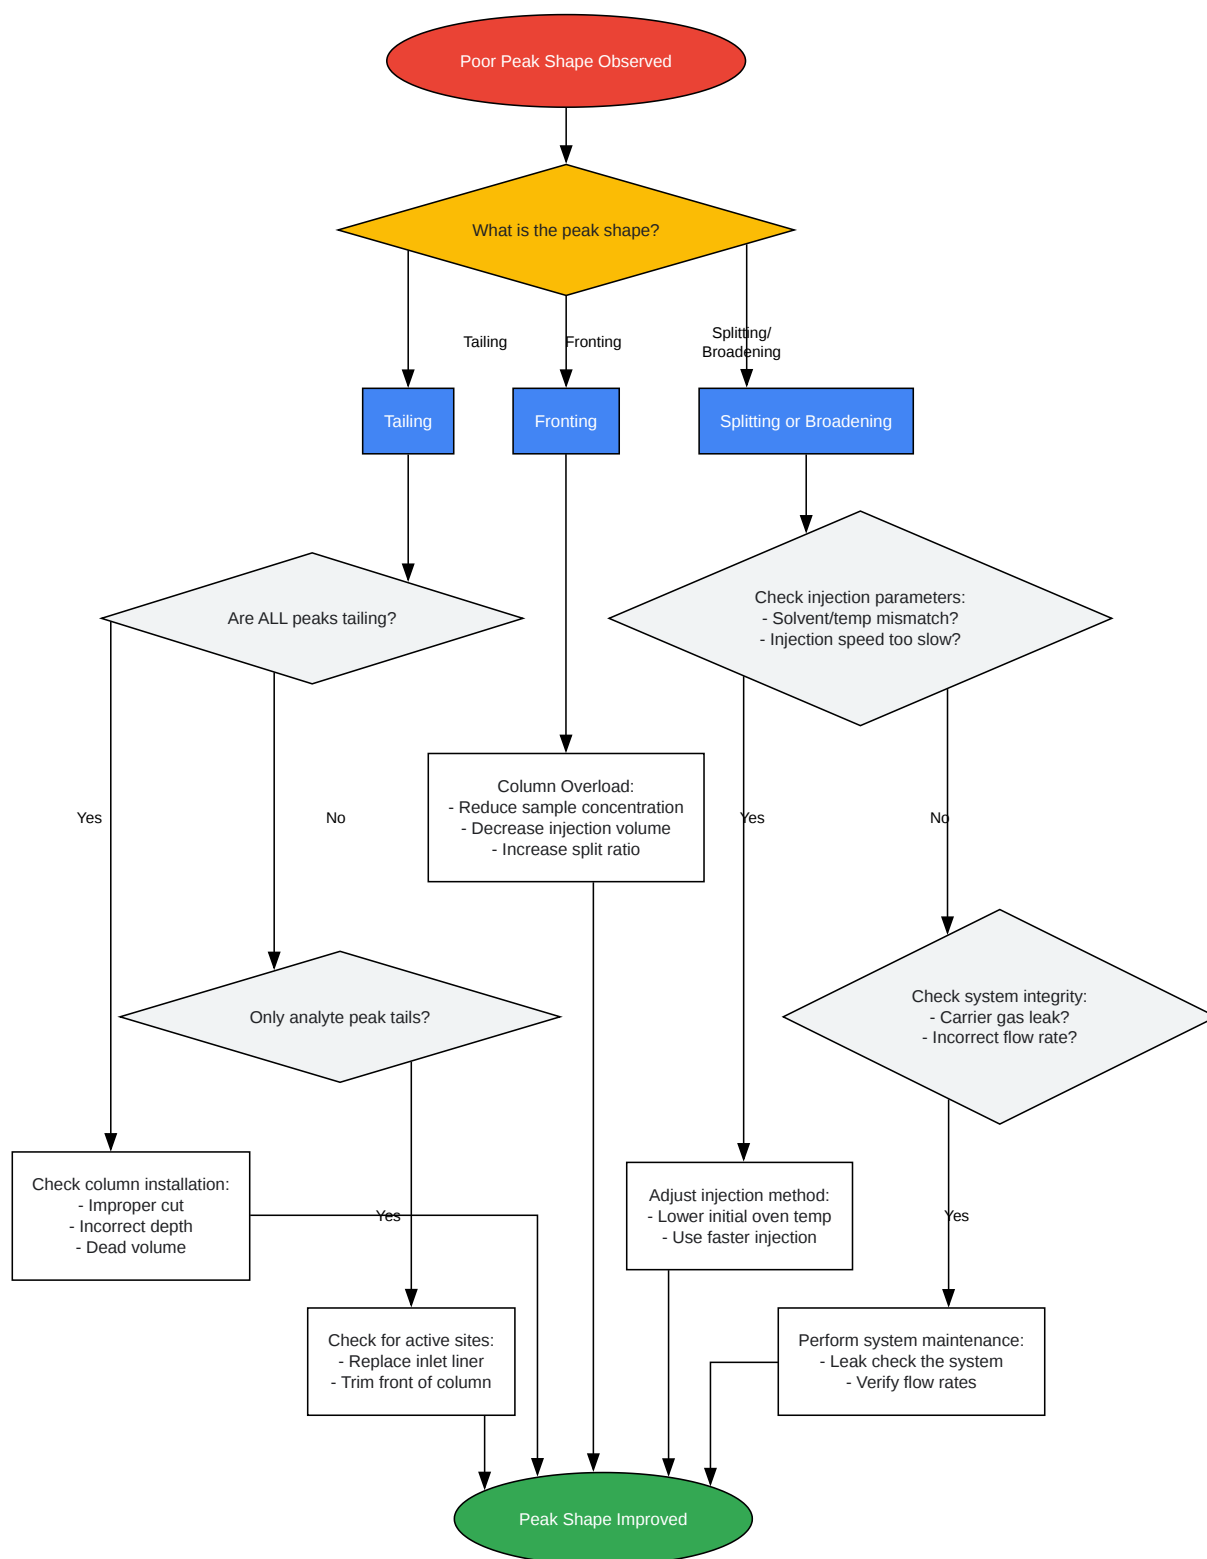 Poor Peak Shape Observed
What is the peak shape?
Tailing
Fronting
Splitting/
Broadening
Tailing
Fronting
Splitting or Broadening
Are ALL peaks tailing?
Check injection parameters:
- Solvent/temp mismatch?
- Injection speed too slow?
Column Overload:
- Reduce sample concentration
- Decrease injection volume
- Increase split ratio
Yes
No
Yes
No
Only analyte peak tails?
Check system integrity:
- Carrier gas leak?
- Incorrect flow rate?
Check column installation:
- Improper cut
- Incorrect depth
- Dead volume
Yes
Adjust injection method:
- Lower initial oven temp
- Use faster injection
Yes
Check for active sites:
- Replace inlet liner
- Trim front of column
Perform system maintenance:
- Leak check the system
- Verify flow rates
Peak Shape Improved